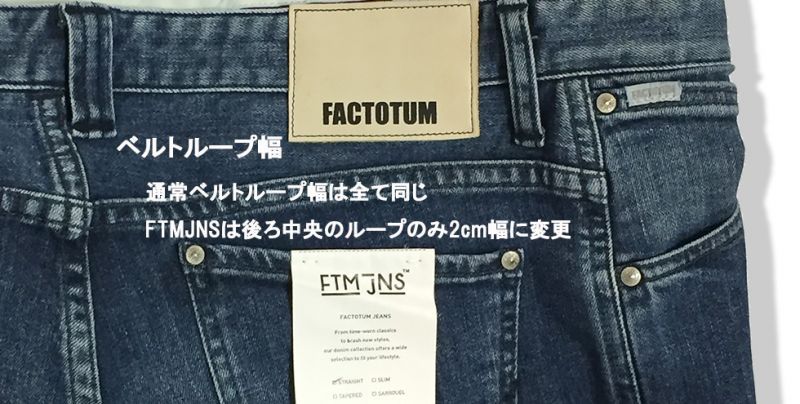 FACTOTUM
FACTOTUM
ベルトループ幅
通常ベルトループ幅は全て同じ
FTMJNSは後ろ中央のループのみ2cm幅に変更
FTMJNS™
FACTOTUM JEANS
From time-worn classics
to brash new styles,
our denim collection offers a wide
selection to fit your lifestyle.
STRAIGHT SLIM
TAPERED SARROUEL